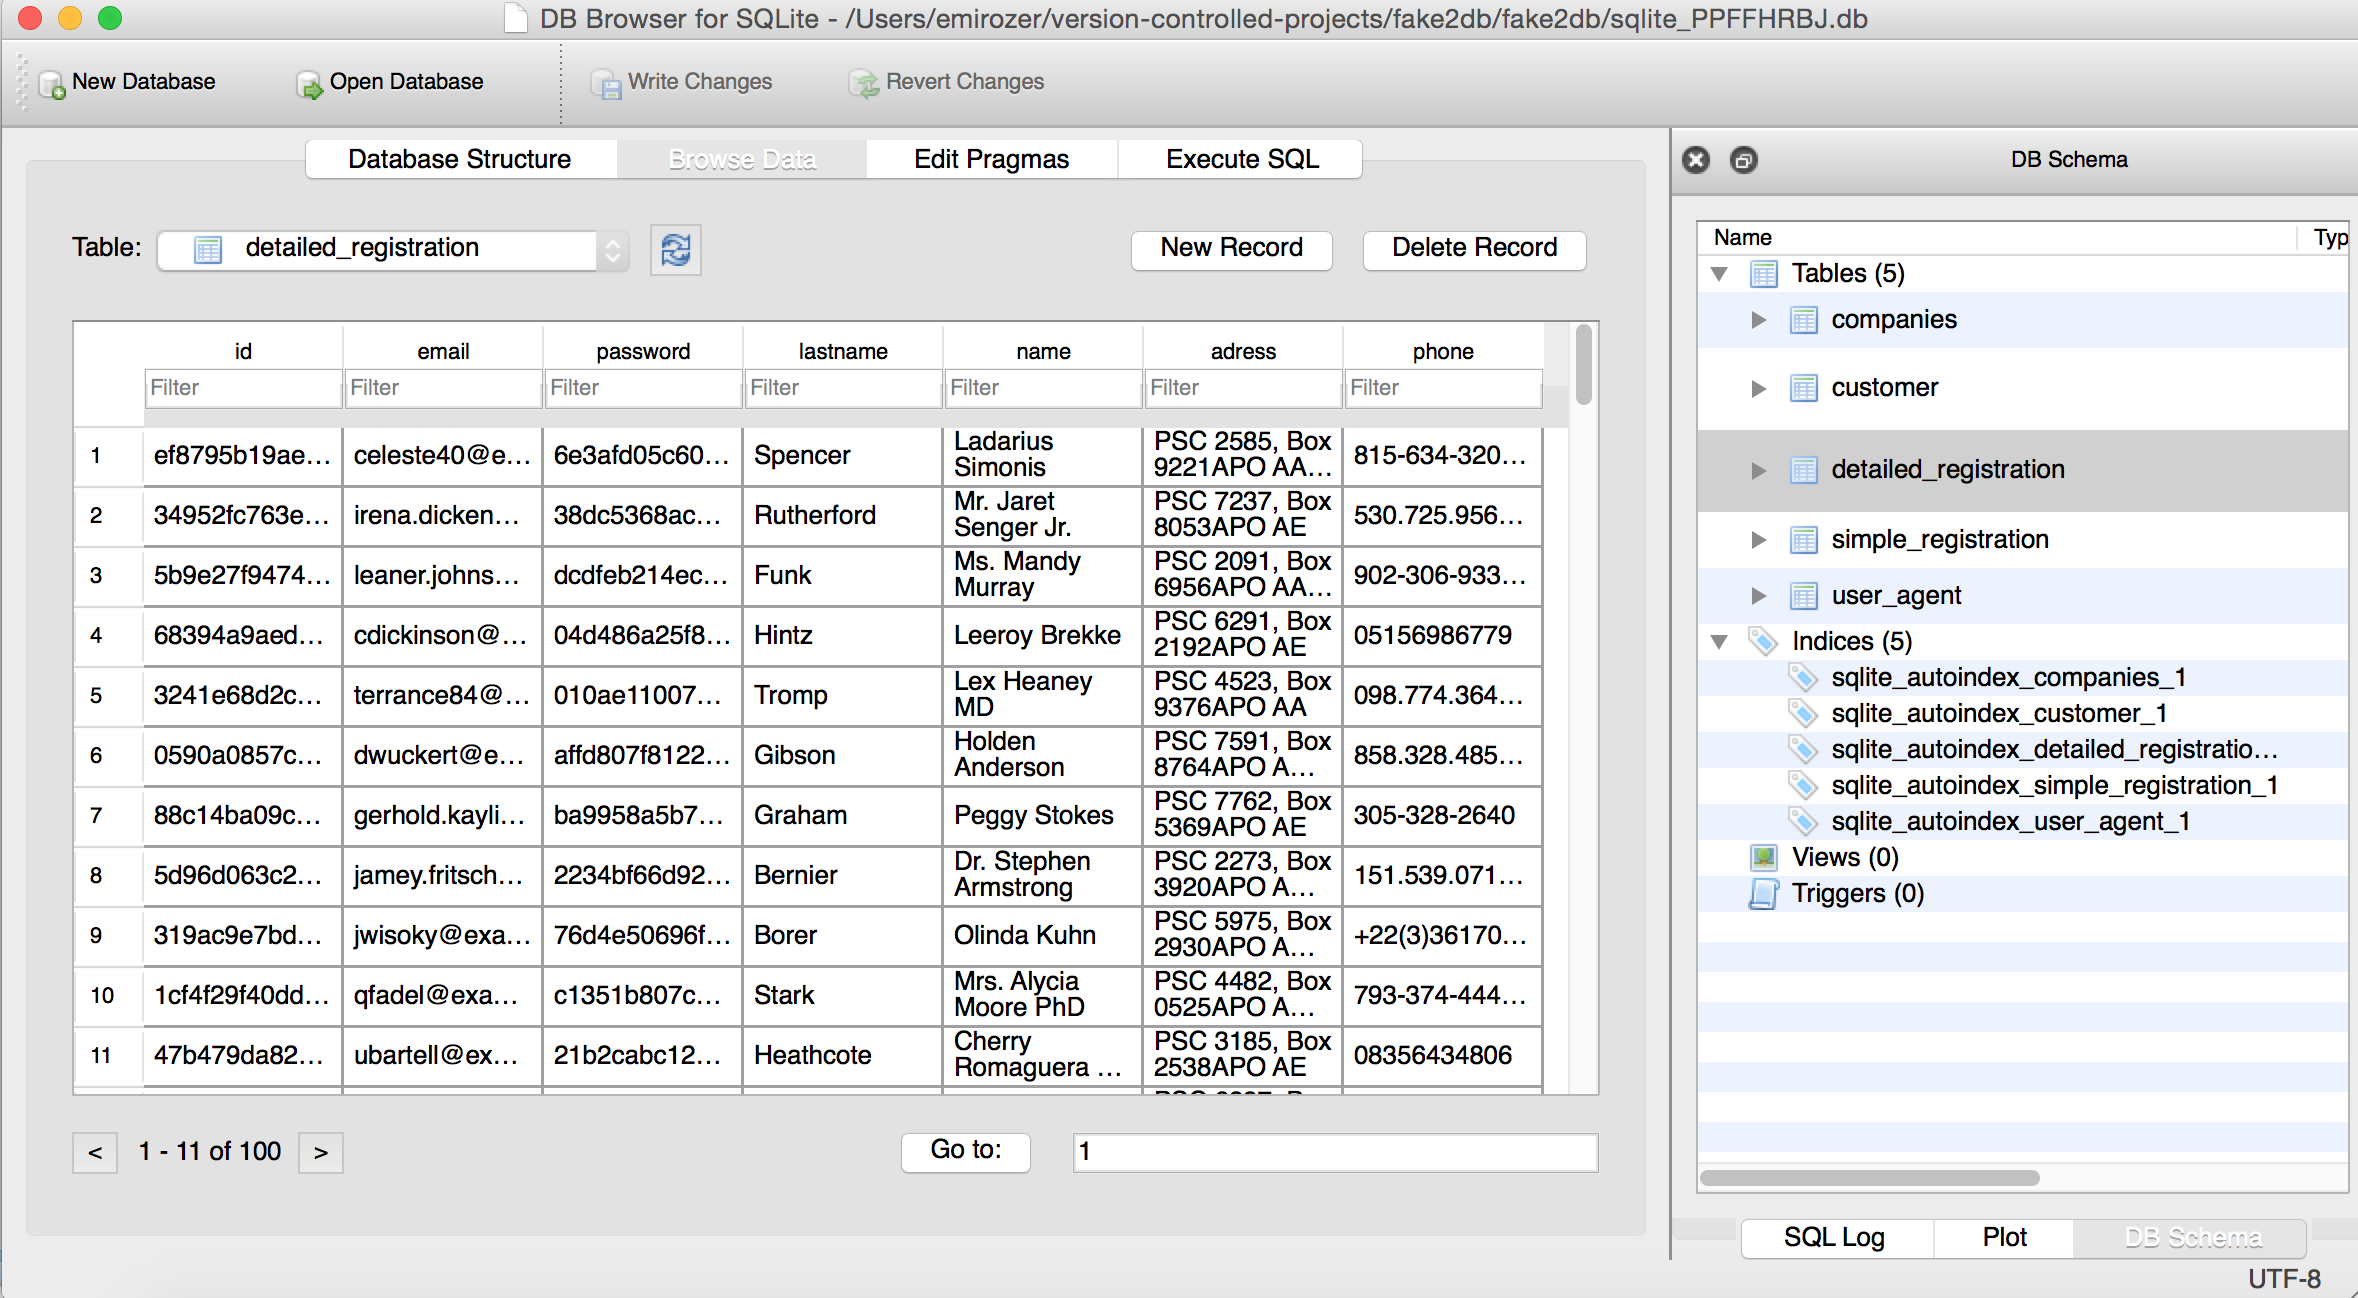 DB Browser for SQLite - /Users/emirozer/version-controlled-projects/fake2db/fake2db/sqlite_PPFFHRBJ.db
New Database Open Database Write Changes Revert Changes
Database Structure Browse Data Edit Pragmas Execute SQL
Table: detailed_registration New Record Delete Record
id email password lastname name adress phone
Filter Filter Filter Filter Filter Filter Filter
1 ef8795b19ae... celeste40@e... 6e3afd05c60... Spencer Ladarius Simonis PSC 2585, Box 9221APO AA... 815-634-320...
2 34952fc763e... irena.dicken... 38dc5368ac... Rutherford Mr. Jaret Senger Jr. PSC 7237, Box 8053APO AE 530.725.956...
3 5b9e27f9474... leaner.johns... dcdfeb214ec... Funk Ms. Mandy Murray PSC 2091, Box 6956APO AA... 902-306-933...
4 68394a9aed... cdickinson@... 04d486a25f8... Hintz Leeroy Brekke PSC 6291, Box 2192APO AE 05156986779
5 3241e68d2c... terrance84@... 010ae11007... Tromp Lex Heaney MD PSC 4523, Box 9376APO AA 098.774.364...
6 0590a0857c... dwuckert@e... affd807f8122... Gibson Holden Anderson PSC 7591, Box 8764APO A... 858.328.485...
7 88c14ba09c... gerhold.kayli... ba9958a5b7... Graham Peggy Stokes PSC 7762, Box 5369APO AE 305-328-2640
8 5d96d063c2... jamey.fritsch... 2234bf66d92... Bernier Dr. Stephen Armstrong PSC 2273, Box 3920APO A... 151.539.071...
9 319ac9e7bd... jwisoky@exa... 76d4e50696f... Borer Olinda Kuhn PSC 5975, Box 2930APO A... +22(3)36170...
10 1cf4f29f40dd... qfadel@exa... c1351b807c... Stark Mrs. Alycia Moore PhD PSC 4482, Box 0525APO A... 793-374-444...
11 47b479da82... ubartell@ex... 21b2cabc12... Heathcote Cherry Romaguera ... PSC 3185, Box 2538APO AE 08356434806
< 1 - 11 of 100 > Go to: 1
DB Schema
Name Typ
Tables (5)
companies
customer
detailed_registration
simple_registration
user_agent
Indices (5)
sqlite_autoindex_companies_1
sqlite_autoindex_customer_1
sqlite_autoindex_detailed_registratio...
sqlite_autoindex_simple_registration_1
sqlite_autoindex_user_agent_1
Views (0)
Triggers (0)
SQL Log Plot DB Schema
UTF-8